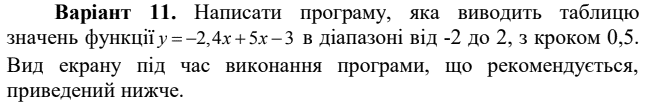 Варіант 11. Написати програму, яка виводить таблицю
значень функції y = −2,4x + 5x − 3 в діапазоні від -2 до 2, з кроком 0,5.
Вид екрану під час виконання програми, що рекомендується,
приведений нижче.